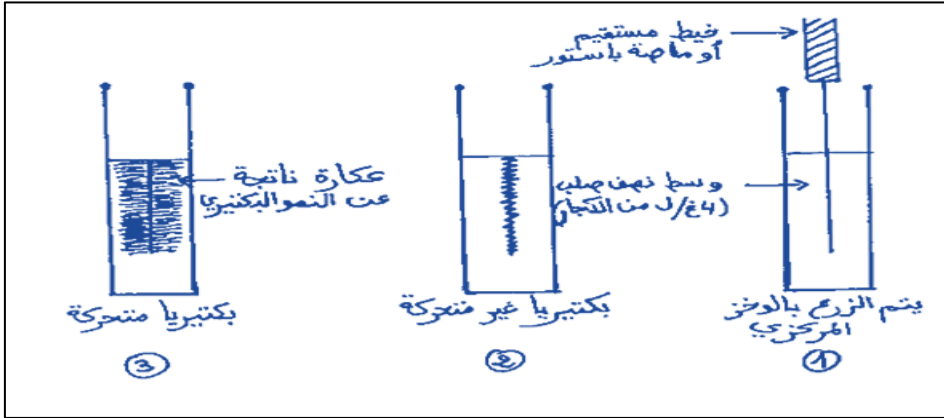 خيط مستقيم
أو ماصة باستور
وسط نصف صلب
(4غ/ل من الآجار)
يتم الزرع بالوخز
المركزي
①
بكتيريا غير متحركة
②
عكارة ناتجة
عن النمو البكتيري
بكتيريا متحركة
③